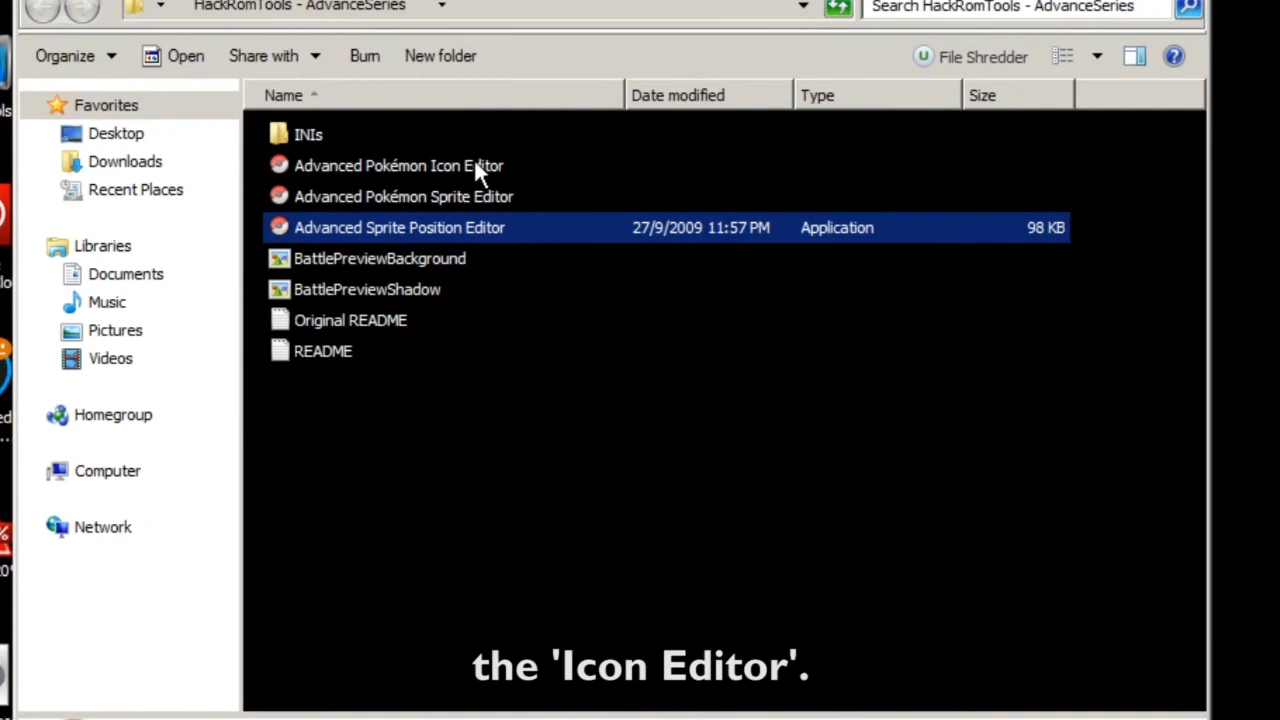 HackRomTools - AdvanceSeries
Search HackRomTools - AdvanceSeries
Organize Open Share with Burn New folder File Shredder
Name Date modified Type Size
Favorites
Desktop
Downloads
Recent Places
Libraries
Documents
Music
Pictures
Videos
Homegroup
Computer
Network
INIs
Advanced Pokémon Icon Editor
Advanced Pokémon Sprite Editor
Advanced Sprite Position Editor 27/9/2009 11:57 PM Application 98 KB
BattlePreviewBackground
BattlePreviewShadow
Original README
README
the 'Icon Editor'.